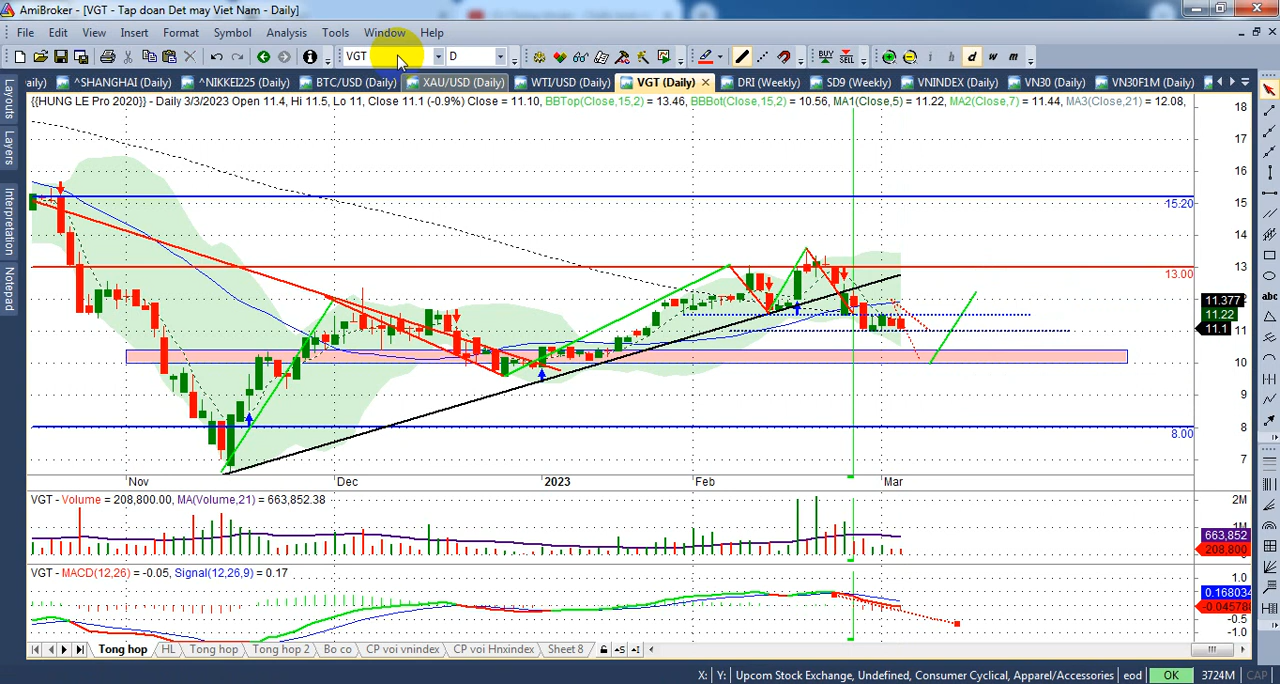 AmiBroker - [VGT - Tap doan Det may Viet Nam - Daily]
File Edit View Insert Format Symbol Analysis Tools Window Help
VGT D BUY SELL i h d w m
aily) ^SHANGHAI (Daily) ^NIKKEI225 (Daily) BTC/USD (Daily) XAU/USD (Daily) WTI/USD (Daily) VGT (Daily) DRI (Weekly) SD9 (Weekly) VNINDEX (Daily) VN30 (Daily) VN30F1M (Daily)
Layouts
Layers
Interpretation
Notepad
{{HUNG LE Pro 2020}} - Daily 3/3/2023 Open 11.4, Hi 11.5, Lo 11, Close 11.1 (-0.9%) Close = 11.10, BBTop(Close,15,2) = 13.46, BBBot(Close,15,2) = 10.56, MA1(Close,5) = 11.22, MA2(Close,7) = 11.44, MA3(Close,21) = 12.08,
18
17
16
15.20
15
14
13
13.00
11.377
11.22
11.1
11
10
9
8
8.00
7
Nov Dec 2023 Feb Mar
VGT - Volume = 208,800.00, MA(Volume,21) = 663,852.38
2M
1M
663,852
208,800
VGT - MACD(12,26) = -0.05, Signal(12,26,9) = 0.17
1.0
0.168034
-0.04578
-0.5
-1.0
Tong hop HL Tong hop Tong hop 2 Bo co CP voi vnindex CP voi Hnxindex Sheet 8
X: Y: Upcom Stock Exchange, Undefined, Consumer Cyclical, Apparel/Accessories eod OK 3724M CAP
abc